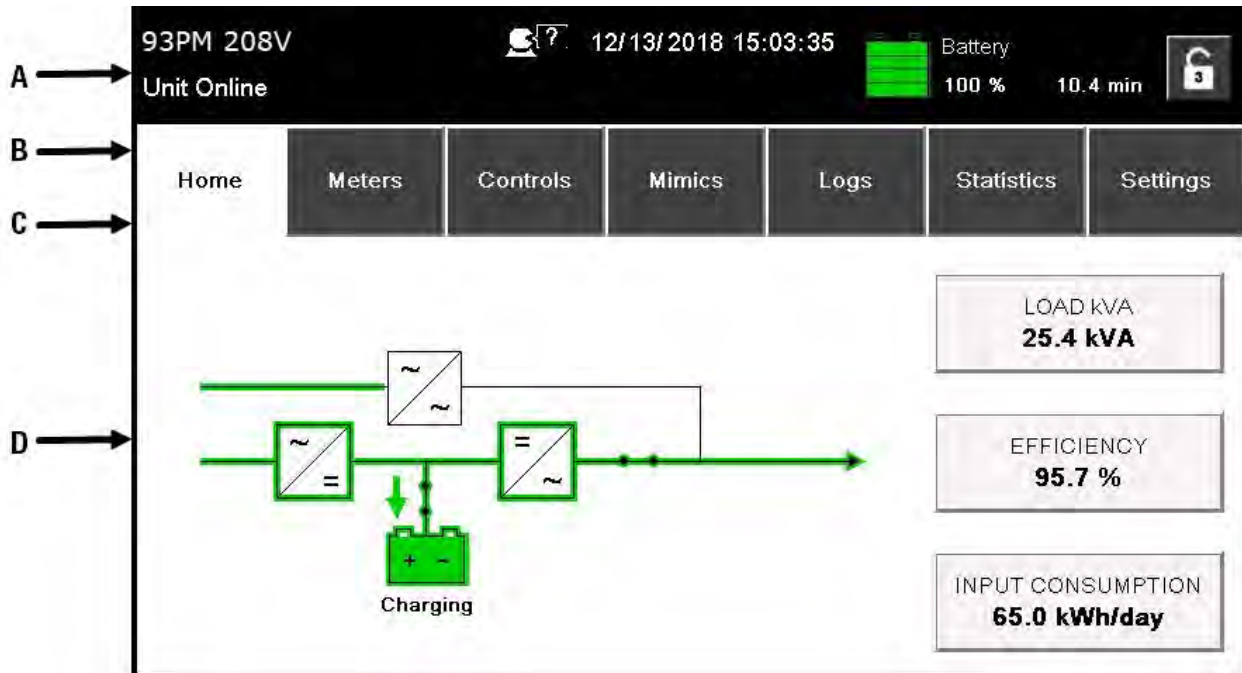 93PM 208V
? 12/13/2018 15:03:35
Battery
A
Unit Online
100 % 10.4 min
3
B
Home Meters Controls Mimics Logs Statistics Settings
C
LOAD kVA
25.4 kVA
~
~
D
~
=
=
~
EFFICIENCY
95.7 %
+ -
Charging
INPUT CONSUMPTION
65.0 kWh/day